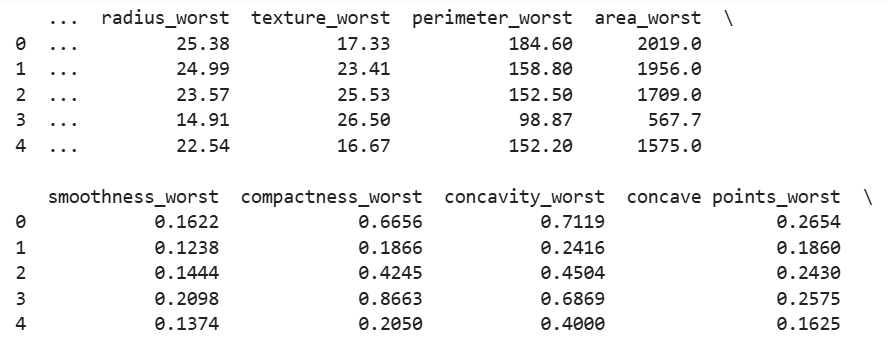 ... radius_worst texture_worst perimeter_worst area_worst \
0 ... 25.38 17.33 184.60 2019.0
1 ... 24.99 23.41 158.80 1956.0
2 ... 23.57 25.53 152.50 1709.0
3 ... 14.91 26.50 98.87 567.7
4 ... 22.54 16.67 152.20 1575.0
smoothness_worst compactness_worst concavity_worst concave points_worst \
0 0.1622 0.6656 0.7119 0.2654
1 0.1238 0.1866 0.2416 0.1860
2 0.1444 0.4245 0.4504 0.2430
3 0.2098 0.8663 0.6869 0.2575
4 0.1374 0.2050 0.4000 0.1625